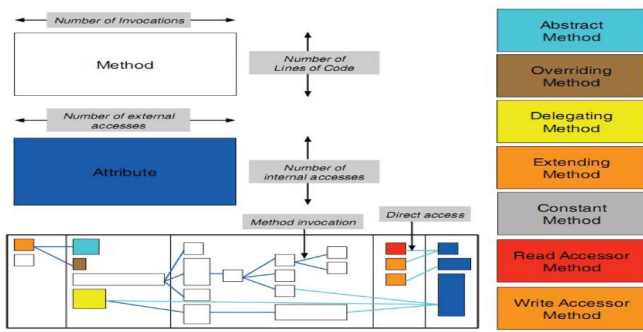 Number of Invocations
Method
Number of
Lines of Code
Number of external
accesses
Attribute
Number of
internal accesses
Method invocation
Direct access
Abstract
Method
Overriding
Method
Delegating
Method
Extending
Method
Constant
Method
Read Accessor
Method
Write Accessor
Method